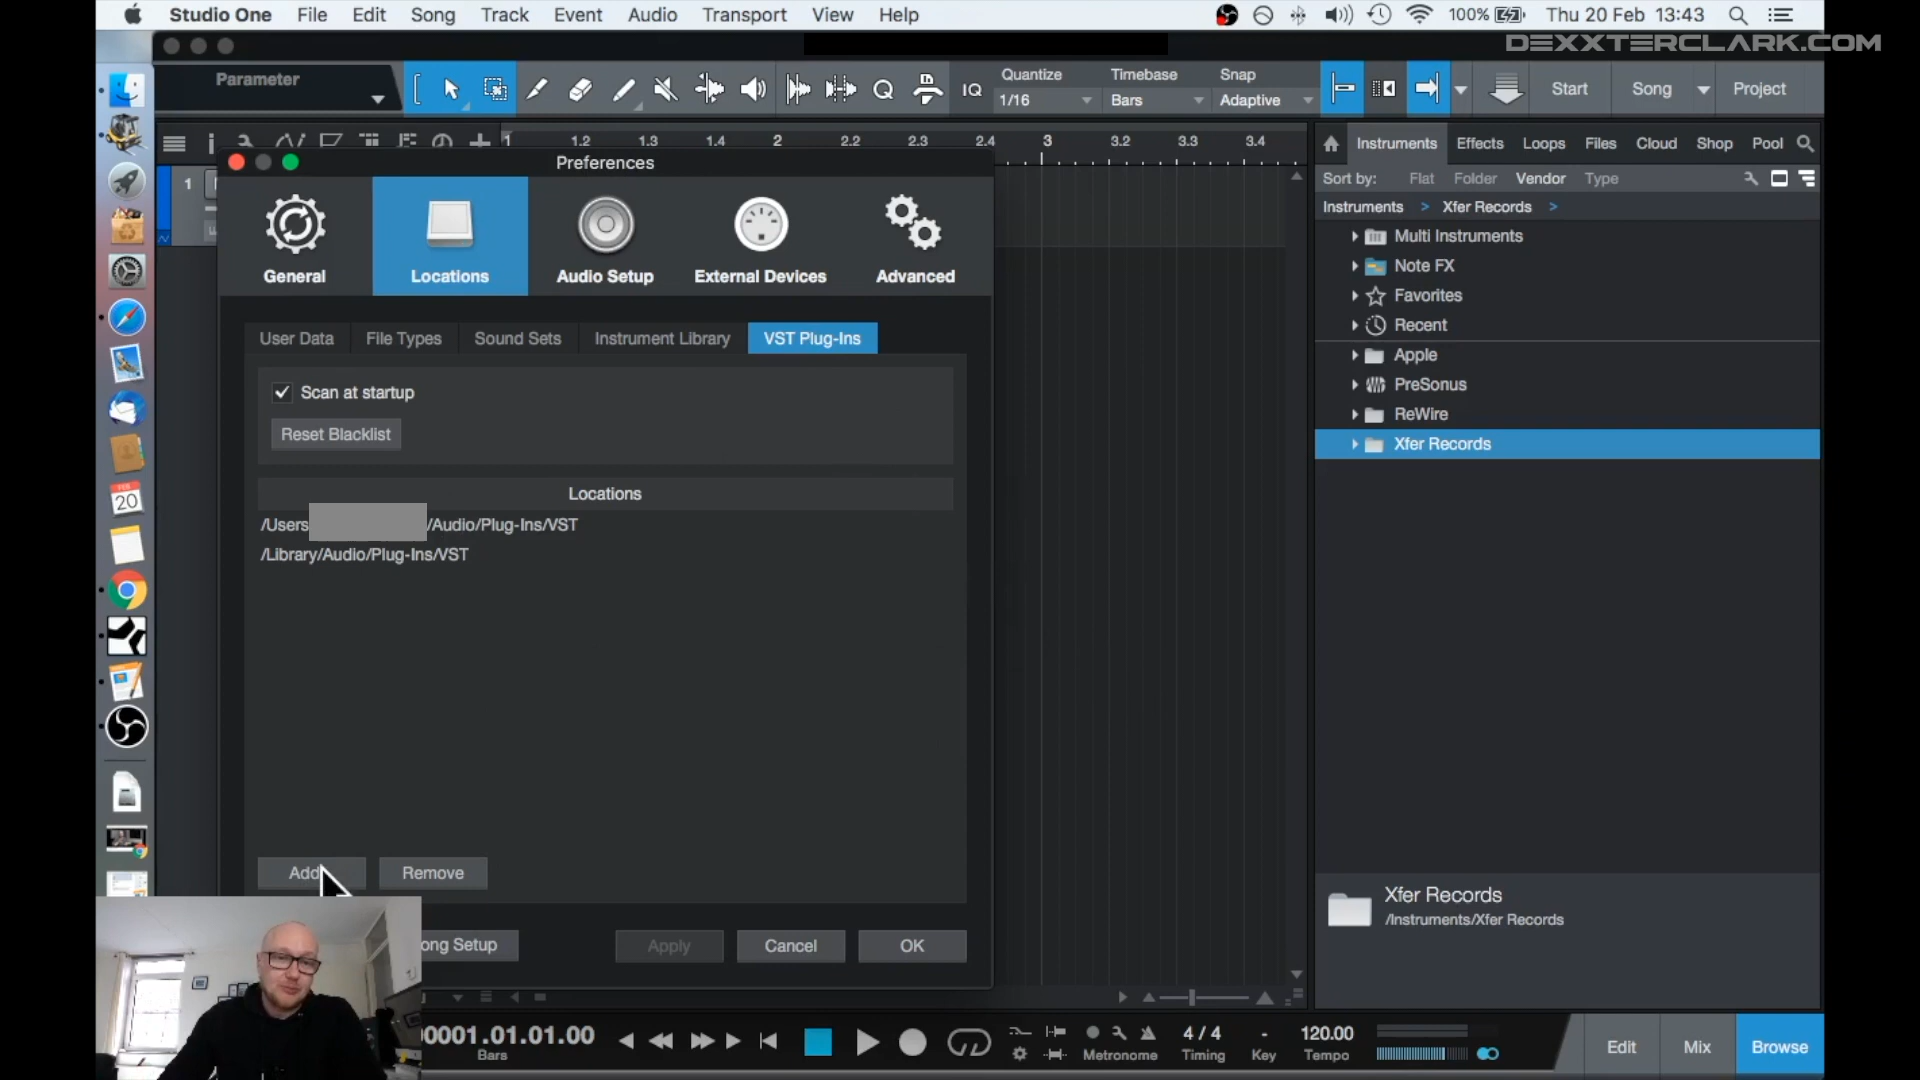 Studio One File Edit Song Track Event Audio Transport View Help 100% Thu 20 Feb 13:43
DEXXTERCLARK.COM
Parameter
IQ
Quantize
1/16
Timebase
Bars
Snap
Adaptive
Start Song Project
1 1.2 1.3 1.4 2 2.2 2.3 2.4 3 3.2 3.3 3.4
1
Preferences
General Locations Audio Setup External Devices Advanced
User Data File Types Sound Sets Instrument Library VST Plug-Ins
Scan at startup
Reset Blacklist
Locations
/Users /Audio/Plug-Ins/VST
/Library/Audio/Plug-Ins/VST
Add Remove
ong Setup Apply Cancel OK
Instruments Effects Loops Files Cloud Shop Pool
Sort by: Flat Folder Vendor Type
Instruments > Xfer Records >
Multi Instruments
Note FX
Favorites
Recent
Apple
PreSonus
ReWire
Xfer Records
Xfer Records
/Instruments/Xfer Records
FEB
20
0001.01.01.00
Bars
Metronome
4 / 4
Timing
-
Key
120.00
Tempo
Edit Mix Browse